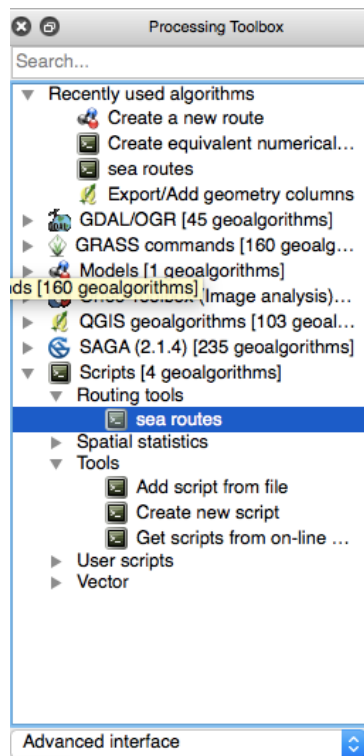 Processing Toolbox
Search...
Recently used algorithms
Create a new route
Create equivalent numerical...
sea routes
Export/Add geometry columns
GDAL/OGR [45 geoalgorithms]
GRASS commands [160 geoalg...
Models [1 geoalgorithms]
nds [160 geoalgorithms]
Toolbox (Image analysis)...
QGIS geoalgorithms [103 geoal...
SAGA (2.1.4) [235 geoalgorithms]
Scripts [4 geoalgorithms]
Routing tools
sea routes
Spatial statistics
Tools
Add script from file
Create new script
Get scripts from on-line ...
User scripts
Vector
Advanced interface